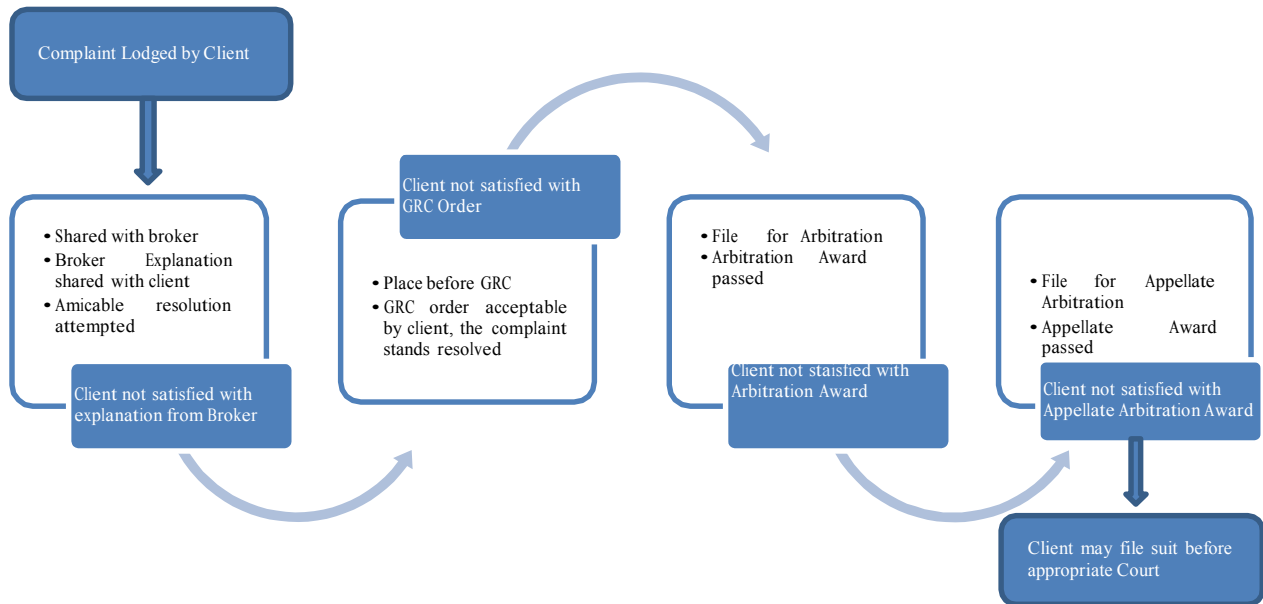 Complaint Lodged by Client
• Shared with broker
• Broker Explanation
shared with client
• Amicable resolution
attempted
Client not satisfied with
explanation from Broker
Client not satisfied with
GRC Order
• Place before GRC
• GRC order acceptable
by client, the complaint
stands resolved
• File for Arbitration
• Arbitration Award
passed
Client not staisfied with
Arbitration Award
• File for Appellate
Arbitration
• Appellate Award
passed
Client not satisfied with
Appellate Arbitration Award
Client may file suit before
appropriate Court